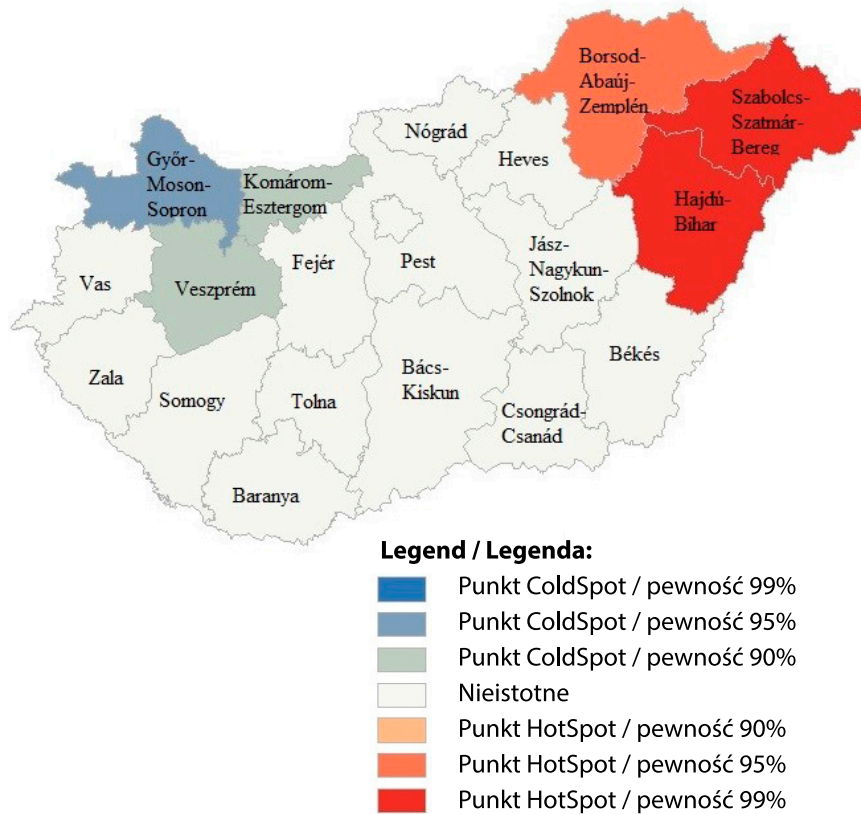 Borsod-
Abaúj-
Zemplén
Szabolcs-
Szatmár-
Bereg
Nógrád
Heves
Győr-
Moson-
Sopron
Komárom-
Esztergom
Hajdú-
Bihar
Jász-
Nagykun-
Szolnok
Vas
Veszprém
Fejér
Pest
Békés
Zala
Somogy
Tolna
Bács-
Kiskun
Csongrád-
Csanád
Baranya
Legend / Legenda:
Punkt ColdSpot / pewność 99%
Punkt ColdSpot / pewność 95%
Punkt ColdSpot / pewność 90%
Nieistotne
Punkt HotSpot / pewność 90%
Punkt HotSpot / pewność 95%
Punkt HotSpot / pewność 99%